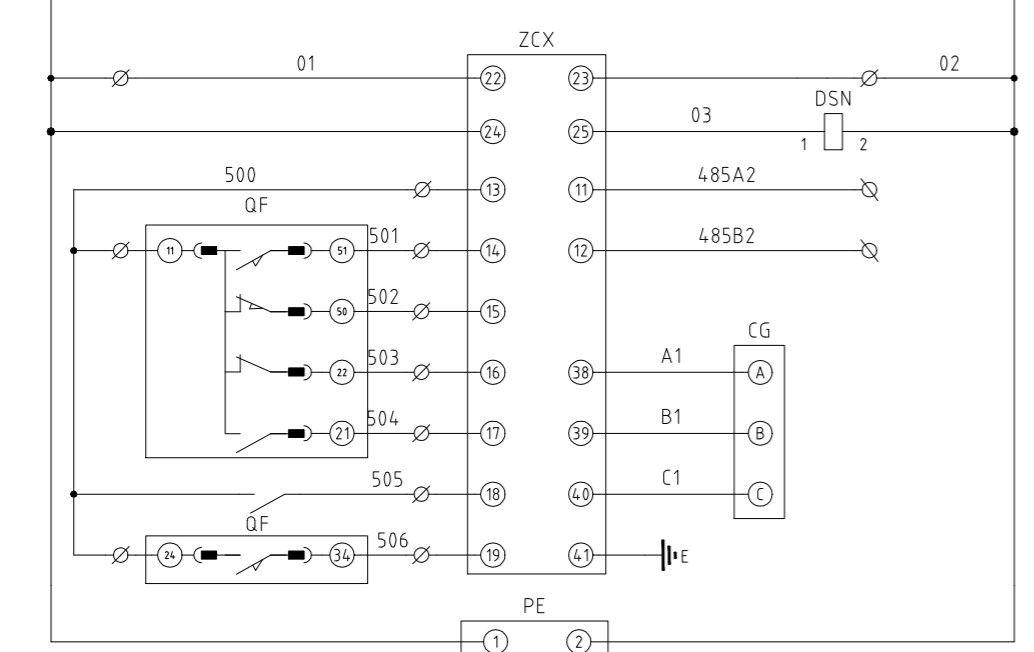 ZCX
01 22 23 02
DSN
24 25 03 1 2
500 13 11 485A2
QF
11 51 501 14 12 485B2
50 502 15
CG
22 503 16 38 A1 A
21 504 17 39 B1 B
505 18 40 C1 C
QF
24 34 506 19 41 E
PE
1 2